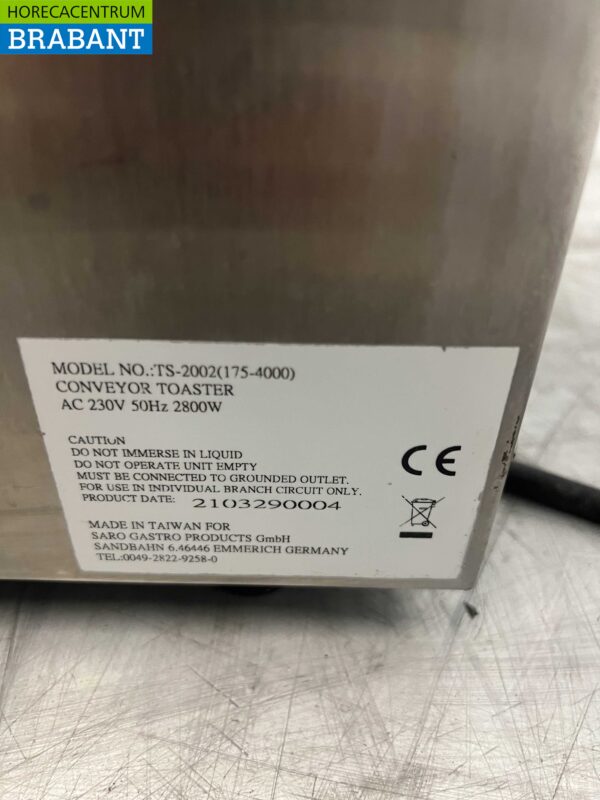 HORECACENTRUM
BRABANT
MODEL NO.:TS-2002(175-4000)
CONVEYOR TOASTER
AC 230V 50Hz 2800W
CAUTION
DO NOT IMMERSE IN LIQUID
DO NOT OPERATE UNIT EMPTY
MUST BE CONNECTED TO GROUNDED OUTLET.
FOR USE IN INDIVIDUAL BRANCH CIRCUIT ONLY.
PRODUCT DATE: 2103290004
CE
MADE IN TAIWAN FOR
SARO GASTRO PRODUCTS GmbH
SANDBAHN 6.46446 EMMERICH GERMANY
TEL:0049-2822-9258-0